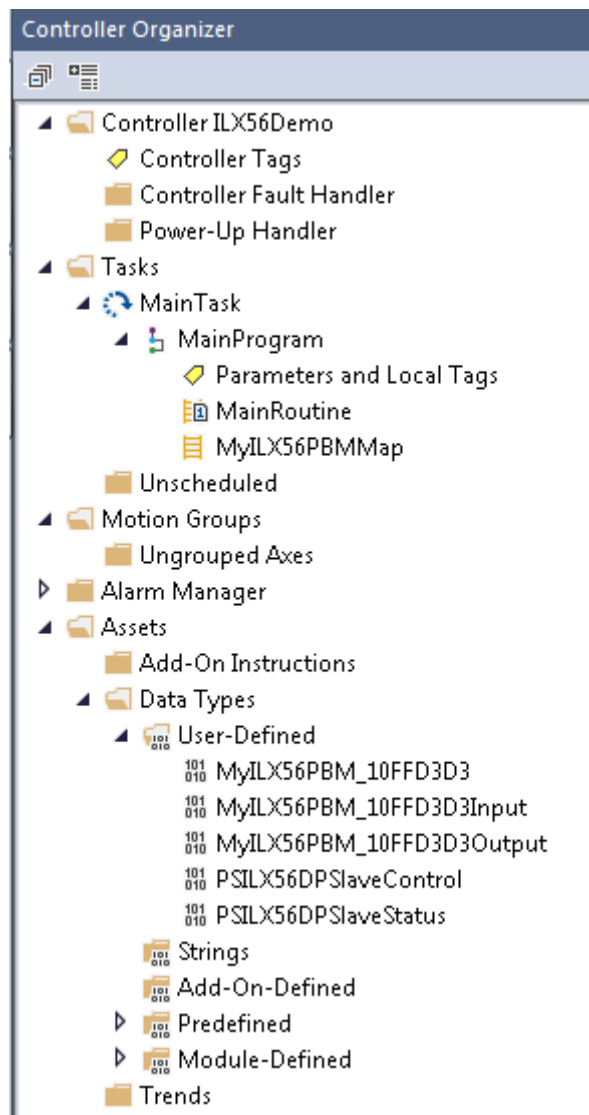 Controller Organizer
Controller ILX56Demo
Controller Tags
Controller Fault Handler
Power-Up Handler
Tasks
MainTask
MainProgram
Parameters and Local Tags
MainRoutine
MyILX56PBMMap
Unscheduled
Motion Groups
Ungrouped Axes
Alarm Manager
Assets
Add-On Instructions
Data Types
User-Defined
MyILX56PBM_10FFD3D3
MyILX56PBM_10FFD3D3Input
MyILX56PBM_10FFD3D3Output
PSILX56DPSlaveControl
PSILX56DPSlaveStatus
Strings
Add-On-Defined
Predefined
Module-Defined
Trends